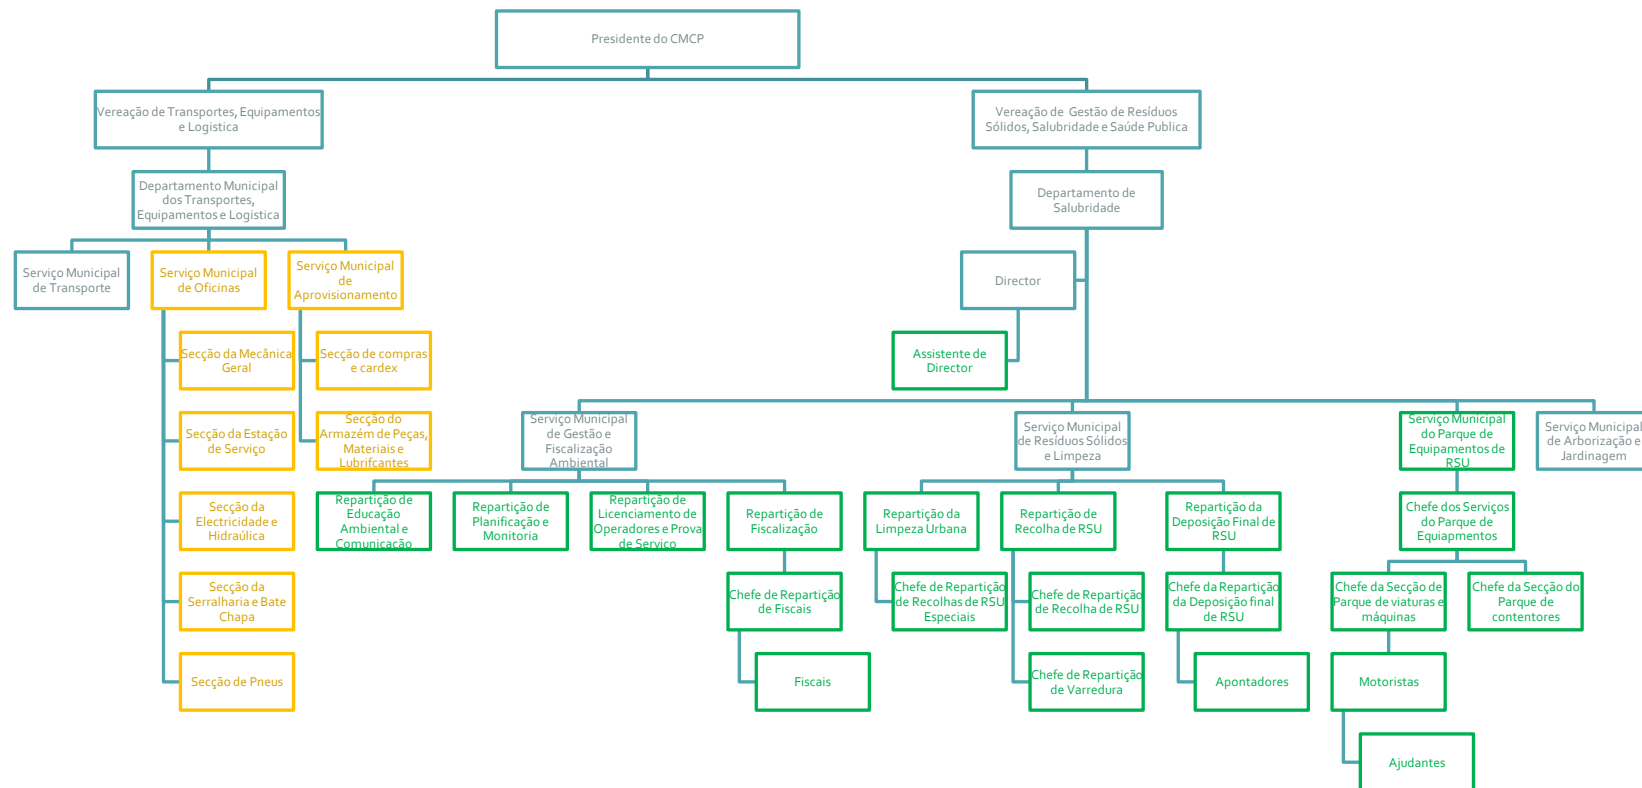 Presidente do CMCP
Vereação de Transportes, Equipamentos
e Logistica
Vereação de Gestão de Resíduos
Sólidos, Salubridade e Saúde Publica
Departamento Municipal
dos Transportes,
Equipamentos e Logistica
Departamento de
Salubridade
Serviço Municipal
de Transporte
Serviço Municipal
de Oficinas
Serviço Municipal
de
Aprovisionamento
Director
Secção da Mecânica
Geral
Secção de compras
e cardex
Assistente de
Director
Secção da Estação
de Serviço
Secção do
Armazém de Peças,
Materiais e
Lubrifcantes
Serviço Municipal
de Gestão e
Fiscalização
Ambiental
Serviço Municipal
de Resíduos Sólidos
e Limpeza
Serviço Municipal
do Parque de
Equipamentos de
RSU
Serviço Municipal
de Arborização e
Jardinagem
Secção da
Electricidade e
Hidraúlica
Repartição de
Educação
Ambiental e
Comunicação
Repartição de
Planificação e
Monitoria
Repartição de
Licenciamento de
Operadores e Prova
de Serviço
Repartição de
Fiscalização
Repartição da
Limpeza Urbana
Repartição de
Recolha de RSU
Repartição da
Deposição Final de
RSU
Chefe dos Serviços
do Parque de
Equiapmentos
Secção da
Serralharia e Bate
Chapa
Chefe de Repartição
de Fiscais
Chefe de Repartição
de Recolhas de RSU
Especiais
Chefe de Repartição
de Recolha de RSU
Chefe da Repartição
da Deposição final
de RSU
Chefe da Secção de
Parque de viaturas e
máquinas
Chefe da Secção do
Parque de
contentores
Secção de Pneus
Fiscais
Chefe de Repartição
de Varredura
Apontadores
Motoristas
Ajudantes